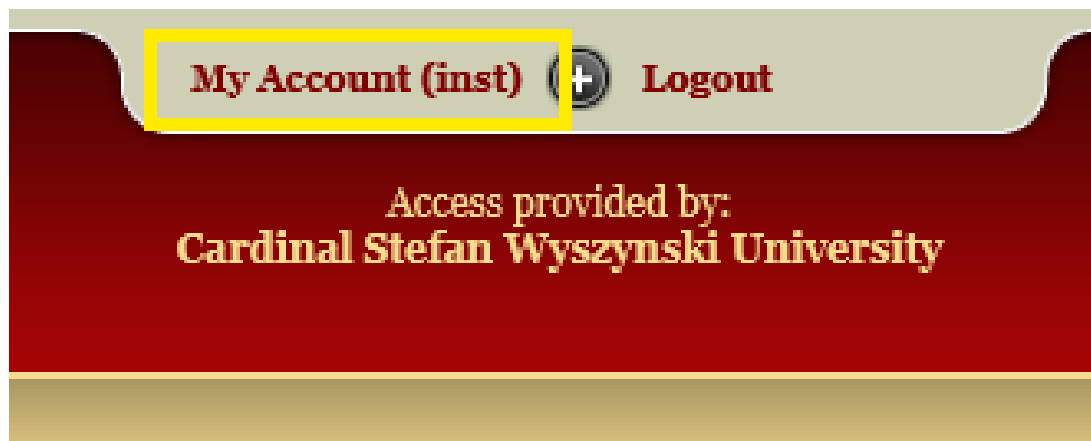 My Account (inst) + Logout
Access provided by:
Cardinal Stefan Wyszynski University